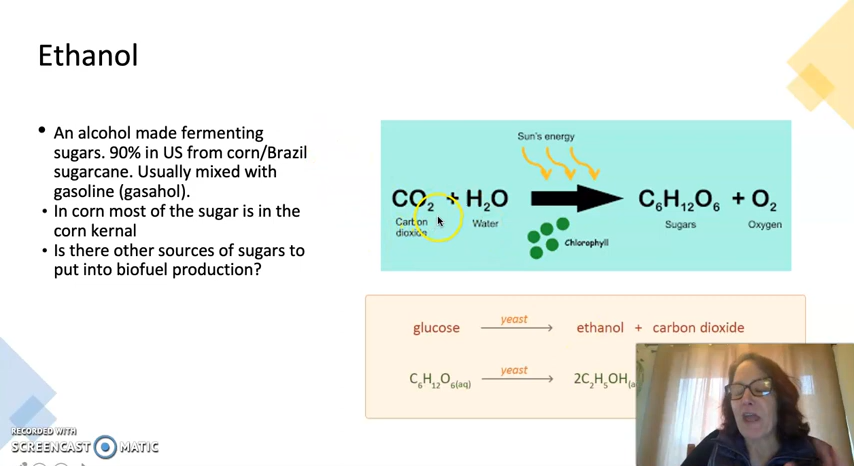 Ethanol
• An alcohol made fermenting
sugars. 90% in US from corn/Brazil
sugarcane. Usually mixed with
gasoline (gasahol).
• In corn most of the sugar is in the
corn kernal
• Is there other sources of sugars to
put into biofuel production?
Sun's energy
CO₂ + H₂O → C₆H₁₂O₆ + O₂
Carbon dioxide Water Sugars Oxygen
Chlorophyll
yeast
glucose → ethanol + carbon dioxide
yeast
C₆H₁₂O₆(aq) → 2C₂H₅OH(a
RECORDED WITH
SCREENCAST MATIC